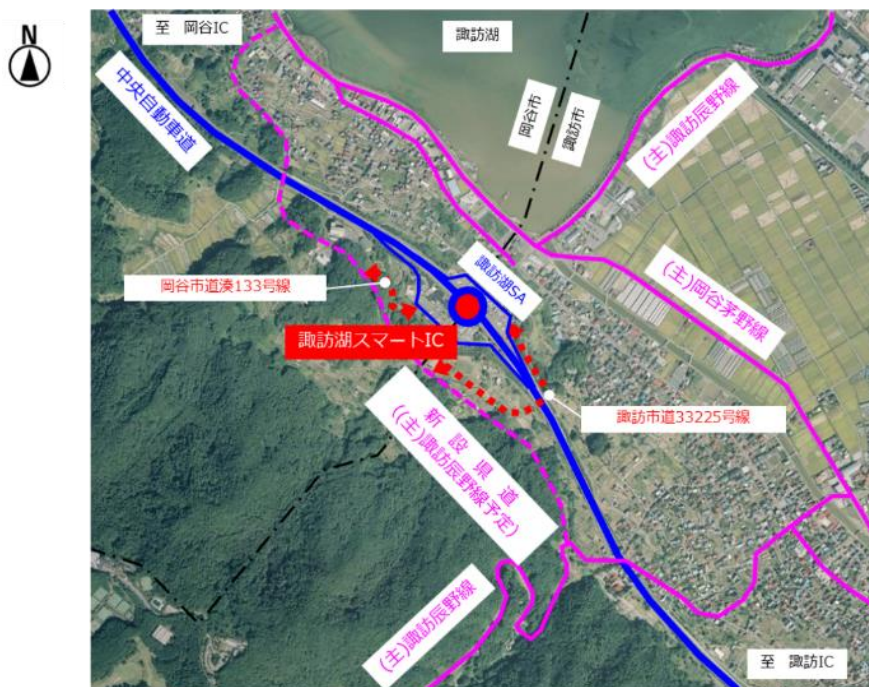 N
至 岡谷IC
諏訪湖
中央自動車道
岡谷市
諏訪市
(主)諏訪辰野線
諏訪湖SA
(主)岡谷茅野線
岡谷市道湊133号線
諏訪湖スマートIC
諏訪市道33225号線
新設県道
((主)諏訪辰野線予定)
(主)諏訪辰野線
至 諏訪IC